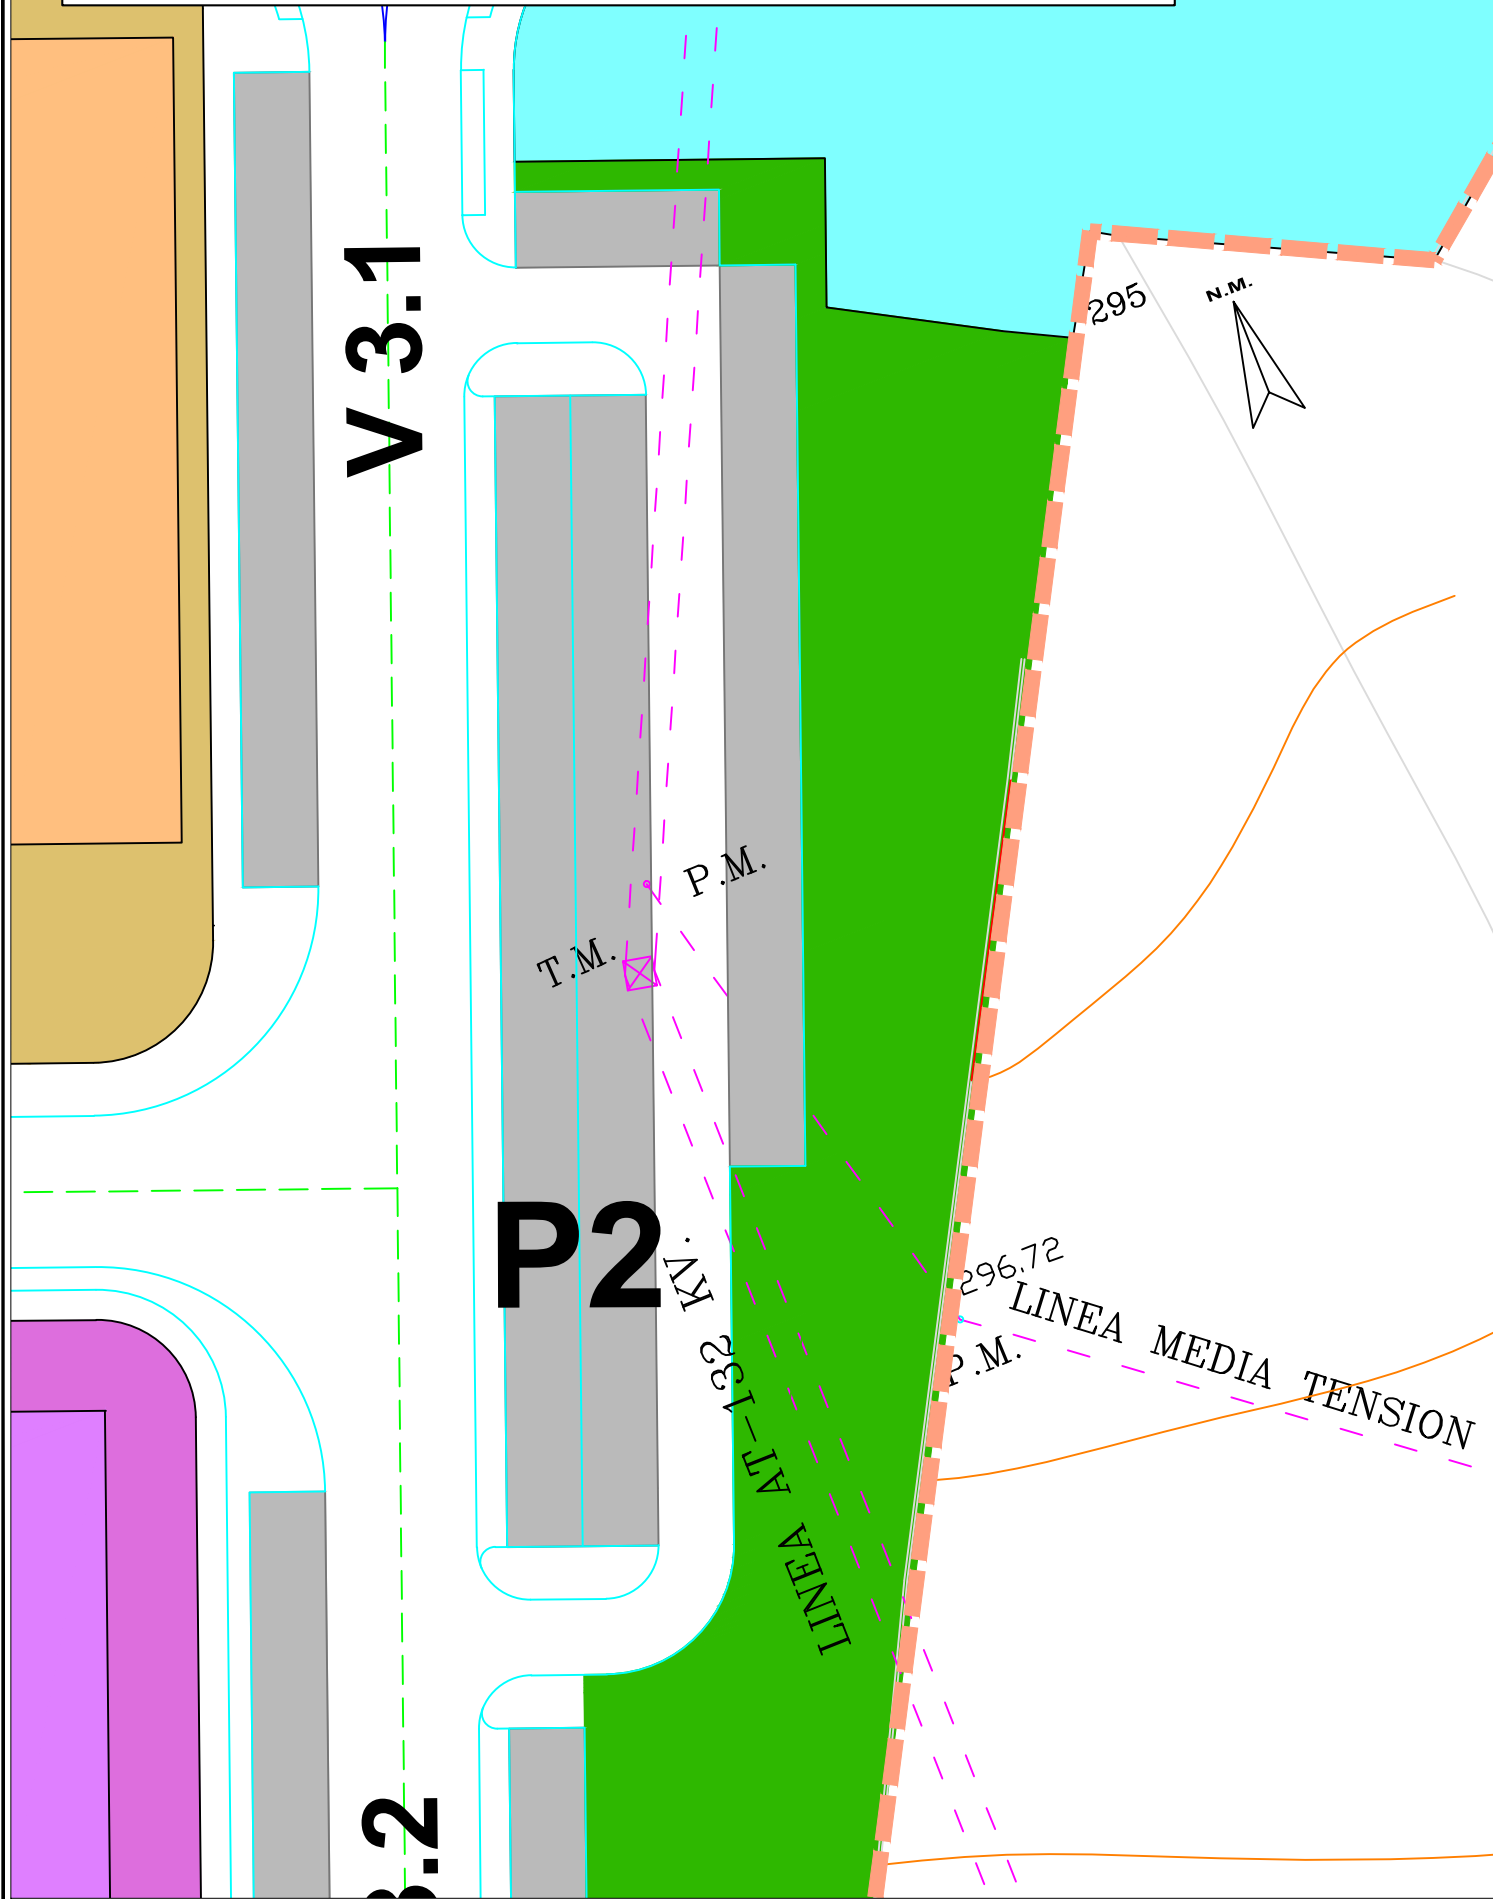 V 3.1
295
N.M.
P.M.
T.M.
P2
LINEA AT-132 KV.
296.72
LINEA MEDIA TENSION
P.M.
3.2